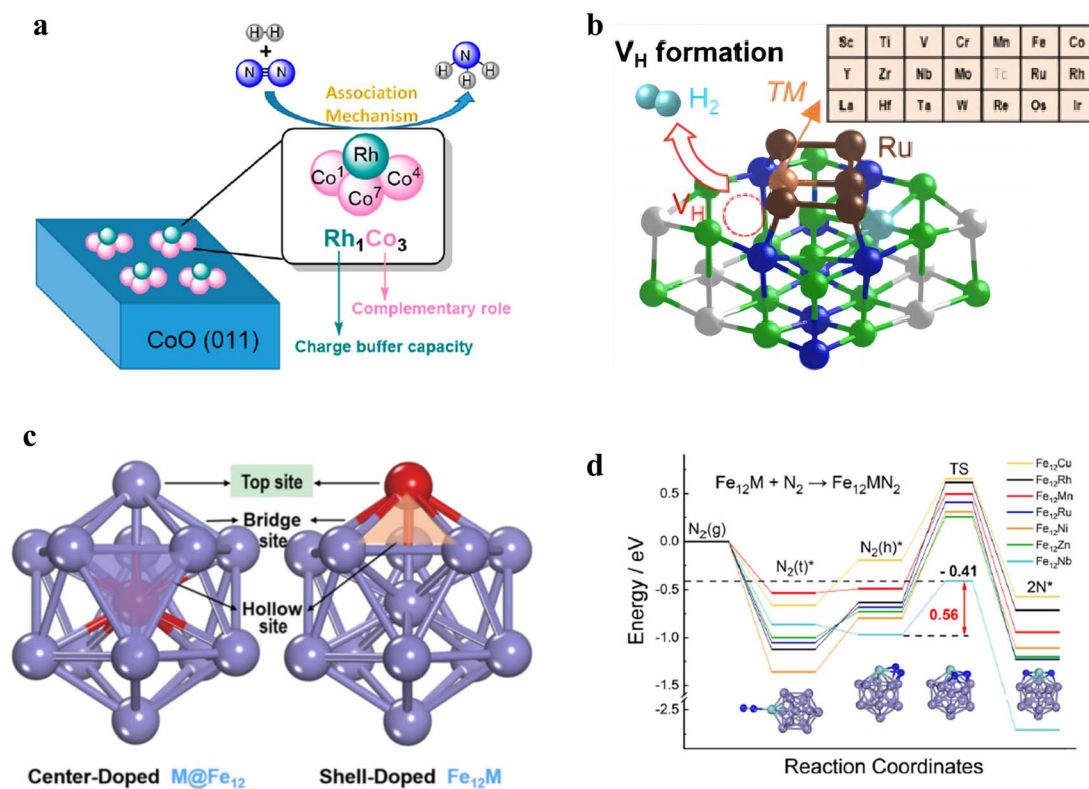 a
H H
+
N N
N
H H
H
Association
Mechanism
Rh
Co1 Co4
Co7
Rh1Co3
Complementary role
Charge buffer capacity
CoO (011)
b
VH formation
Sc Ti V Cr Mn Fe Co
Y Zr Nb Mo Tc Ru Rh
La Hf Ta W Re Os Ir
H2
TM
Ru
VH
c
Top site
Bridge
site
Hollow
site
Center-Doped M@Fe12
Shell-Doped Fe12M
d
Fe12M + N2 → Fe12MN2
TS
Fe12Cu
Fe12Rh
Fe12Mn
Fe12Ru
Fe12Ni
Fe12Zn
Fe12Nb
N2(g)
N2(t)*
N2(h)*
- 0.41
0.56
2N*
0.5
0.0
-0.5
-1.0
-1.5
-2.5
Energy / eV
Reaction Coordinates